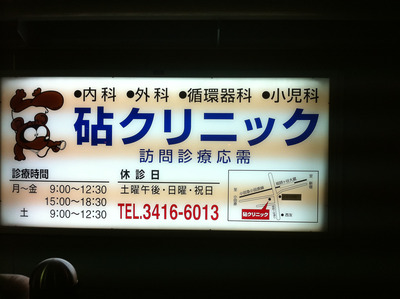 ●内科 ●外科 ●循環器科 ●小児科
砧クリニック
訪問診療応需
診療時間
月～金 9:00～12:30
15:00～18:30
土 9:00～12:30
休診日
土曜午後・日曜・祝日
TEL.3416-6013
砧クリニック